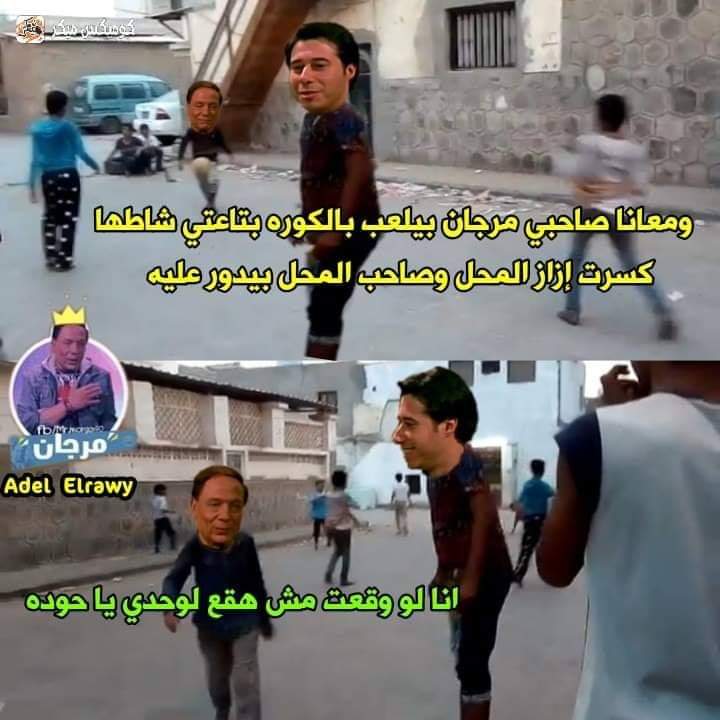 كوميكس ميكر
ومعانا صاحبي مرجان بيلعب بالكوره بتاعتي شاطها
كسرت إزاز المحل وصاحب المحل بيدور عليه
مرجان
Adel Elrawy
انا لو وقعت مش هقع لوحدي يا حوده